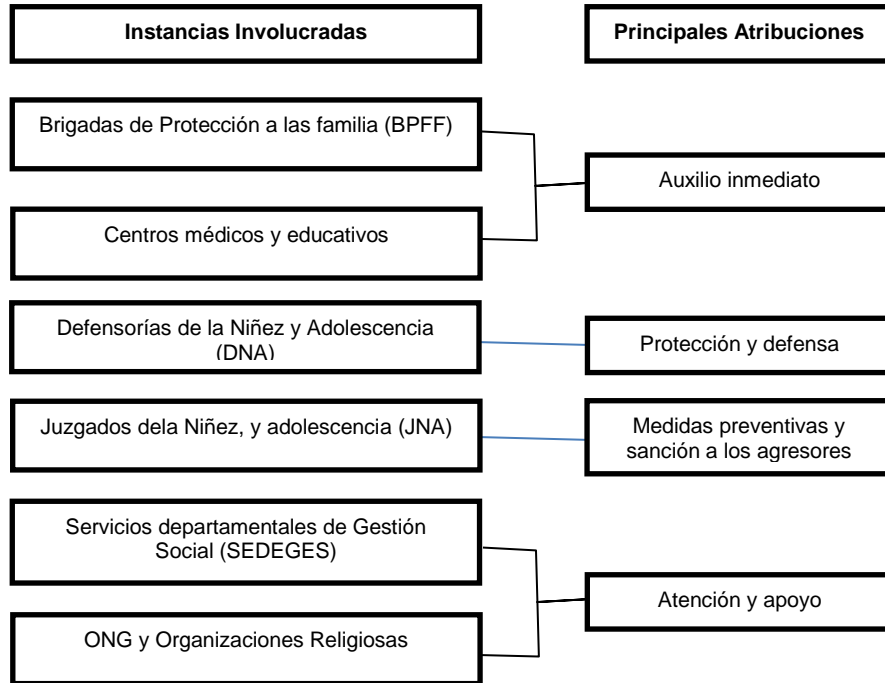 Instancias Involucradas
Principales Atribuciones
Brigadas de Protección a las familia (BPFF)
Auxilio inmediato
Centros médicos y educativos
Defensorías de la Niñez y Adolescencia
(DNA)
Protección y defensa
Juzgados dela Niñez, y adolescencia (JNA)
Medidas preventivas y
sanción a los agresores
Servicios departamentales de Gestión
Social (SEDEGES)
Atención y apoyo
ONG y Organizaciones Religiosas